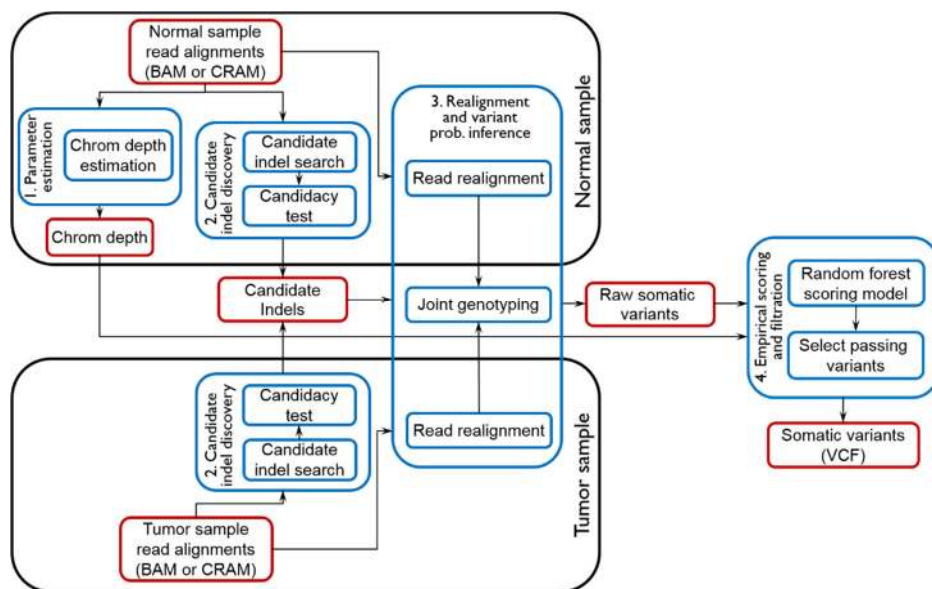 Normal sample
read alignments
(BAM or CRAM)
1. Parameter
estimation
Chrom depth
estimation
Chrom depth
2. Candidate
indel discovery
Candidate
indel search
Candidacy
test
3. Realignment
and variant
prob. inference
Read realignment
Normal sample
Candidate
Indels
Joint genotyping
Raw somatic
variants
4. Empirical scoring
and filtration
Random forest
scoring model
Select passing
variants
Somatic variants
(VCF)
2. Candidate
indel discovery
Candidacy
test
Candidate
indel search
Read realignment
Tumor sample
read alignments
(BAM or CRAM)
Tumor sample